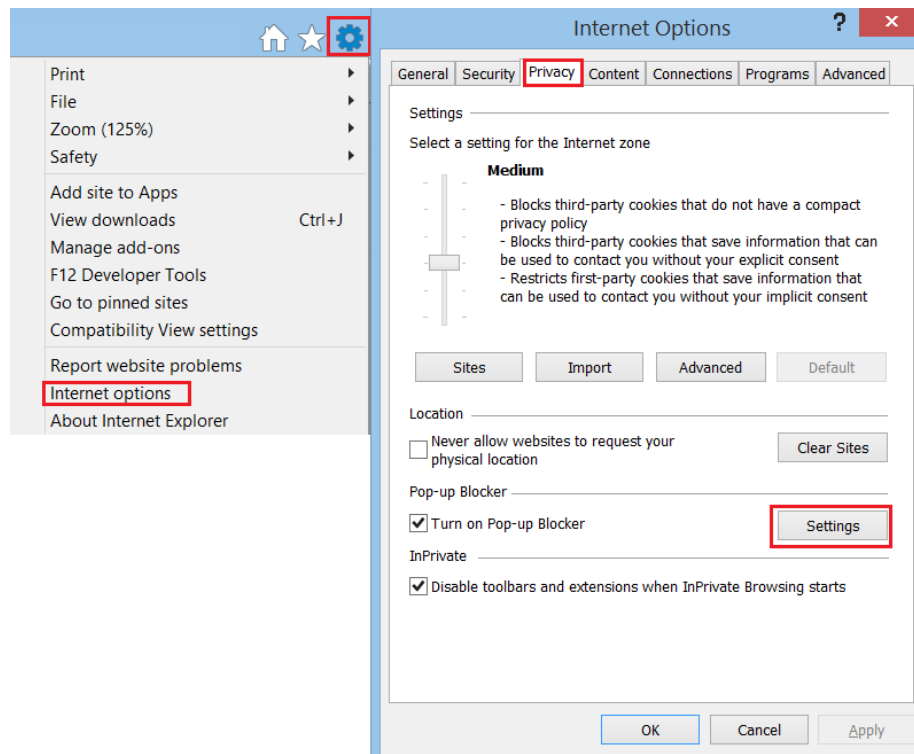 Print
File
Zoom (125%)
Safety
Add site to Apps
View downloads Ctrl+J
Manage add-ons
F12 Developer Tools
Go to pinned sites
Compatibility View settings
Report website problems
Internet options
About Internet Explorer
Internet Options ? ×
General Security Privacy Content Connections Programs Advanced
Settings
Select a setting for the Internet zone
Medium
- Blocks third-party cookies that do not have a compact
privacy policy
- Blocks third-party cookies that save information that can
be used to contact you without your explicit consent
- Restricts first-party cookies that save information that
can be used to contact you without your implicit consent
Sites Import Advanced Default
Location
Never allow websites to request your
physical location
Clear Sites
Pop-up Blocker
Turn on Pop-up Blocker Settings
InPrivate
Disable toolbars and extensions when InPrivate Browsing starts
OK Cancel Apply